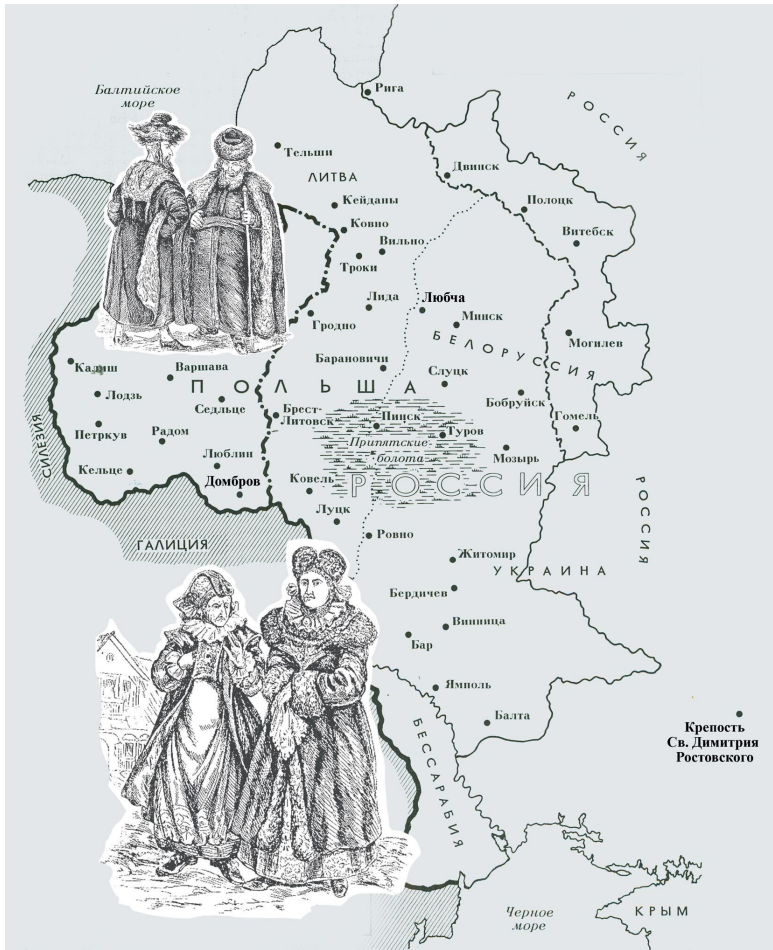 Балтийское
море
Рига
РОССИЯ
Тельши
ЛИТВА
Двинск
Кейданы
Полоцк
Ковно
Вильно
Витебск
Троки
Лида
Любча
Гродно
Минск
БЕЛОРУССИЯ
Могилев
Барановичи
Калиш
Варшава
Слуцк
ПОЛЬША
Лодзь
Седльце
Бобруйск
Брест-
Литовск
Пинск
Гомель
Петркув
Радом
Туров
Припятские
болота
Мозырь
СИЛЕЗИЯ
Кельце
Люблин
Домбров
Ковель
РОССИЯ
РОССИЯ
Луцк
ГАЛИЦИЯ
Ровно
Житомир
УКРАИНА
Бердичев
Винница
Бар
Ямполь
Балта
БЕССАРАБИЯ
Крепость
Св. Димитрия
Ростовского
Черное
море
КРЫМ